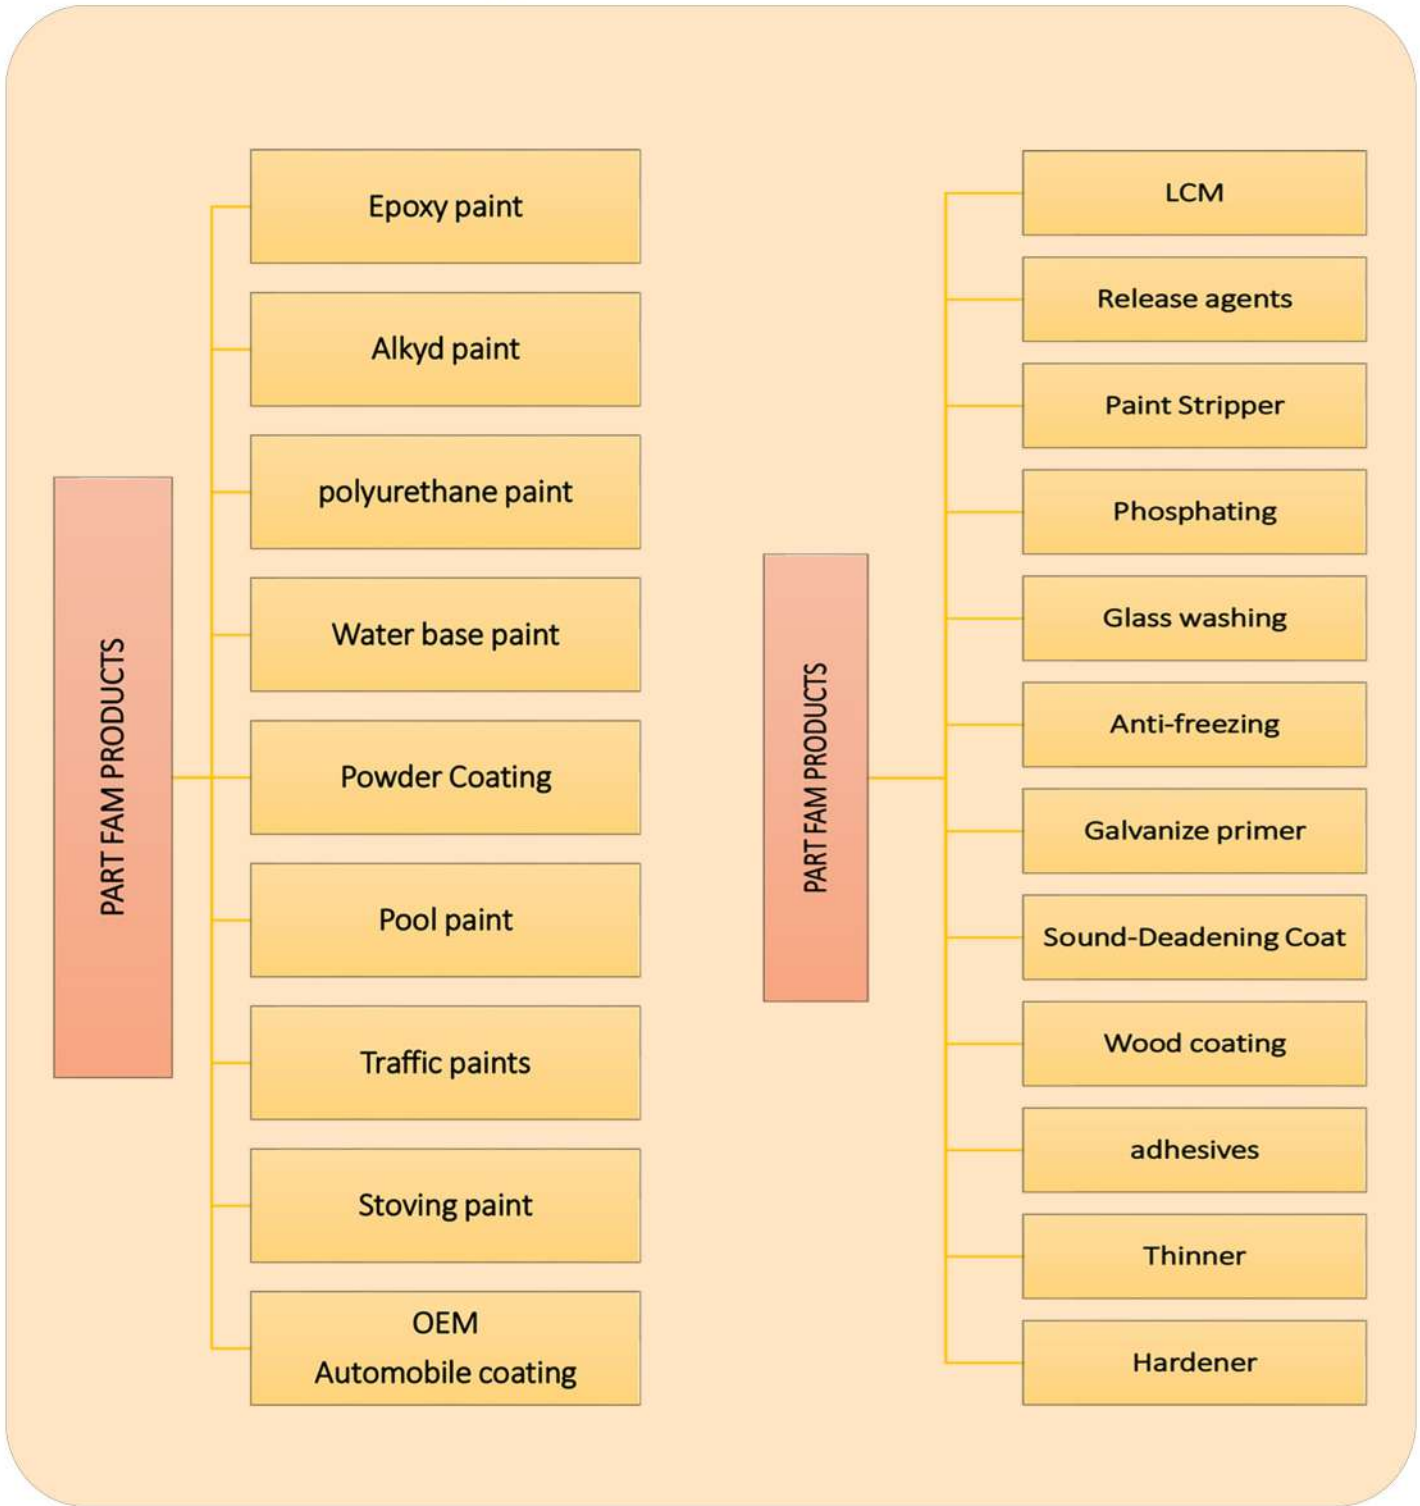 PART FAM PRODUCTS
Epoxy paint
Alkyd paint
polyurethane paint
Water base paint
Powder Coating
Pool paint
Traffic paints
Stoving paint
OEM
Automobile coating
PART FAM PRODUCTS
LCM
Release agents
Paint Stripper
Phosphating
Glass washing
Anti-freezing
Galvanize primer
Sound-Deadening Coat
Wood coating
adhesives
Thinner
Hardener